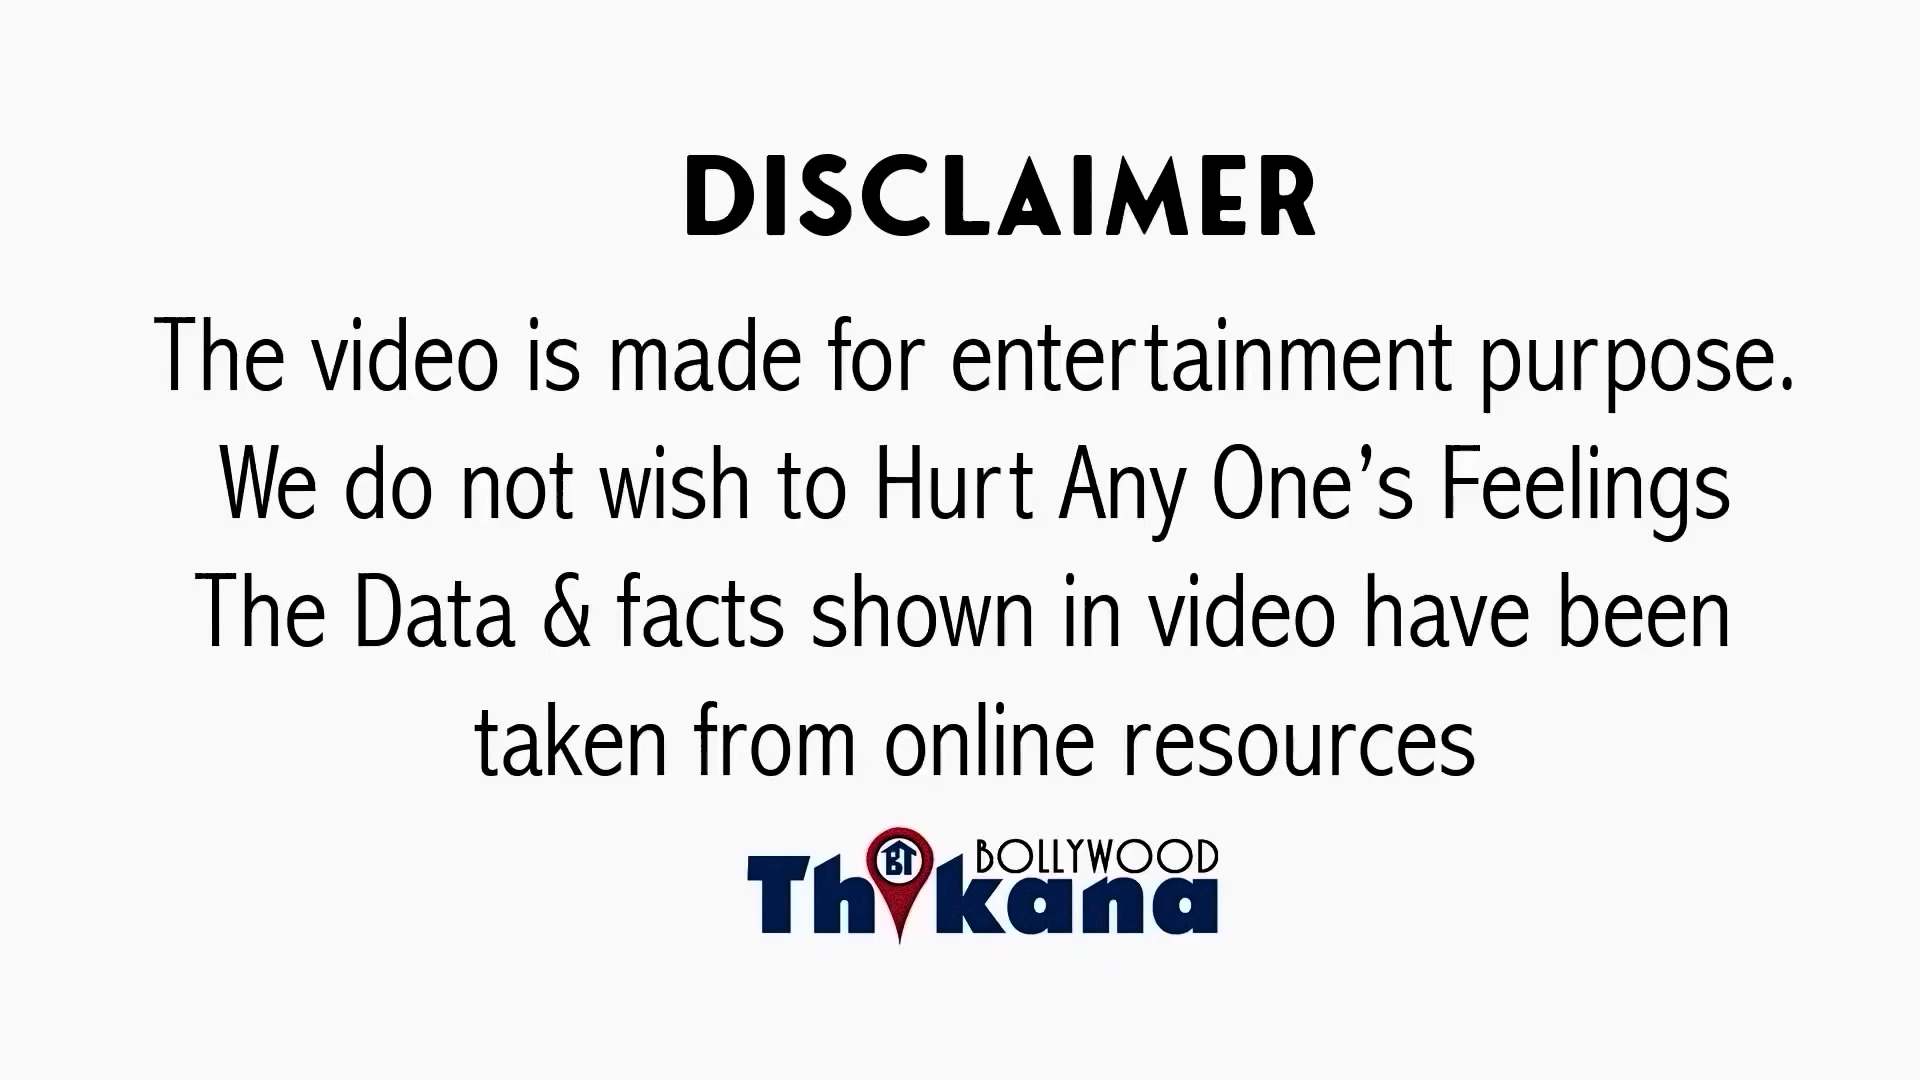 DISCLAIMER
The video is made for entertainment purpose.
We do not wish to Hurt Any One’s Feelings
The Data & facts shown in video have been
taken from online resources
BT
BOLLYWOOD
Thikana